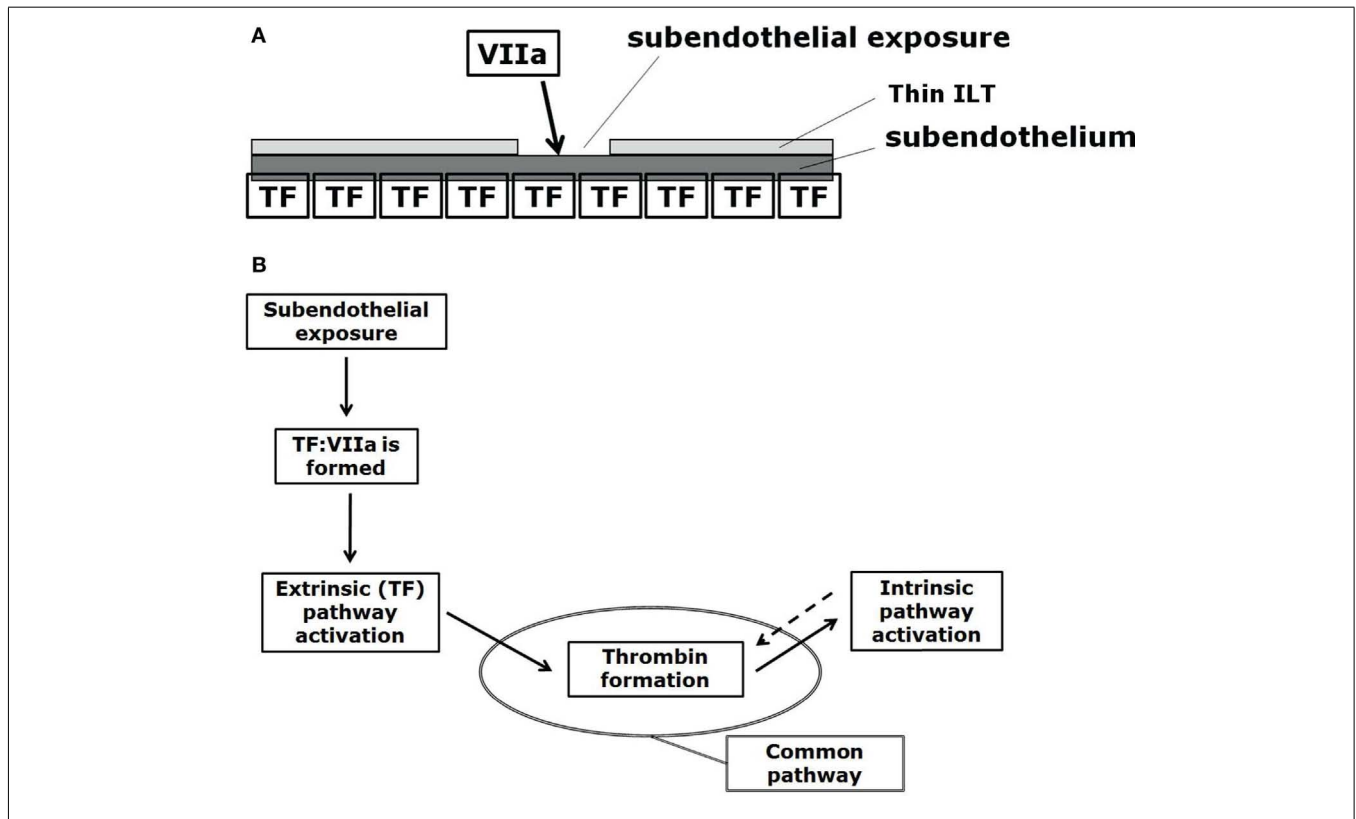 A
VIIa
subendothelial exposure
Thin ILT
subendothelium
TF TF TF TF TF TF TF TF TF
B
Subendothelial
exposure
TF:VIIa is
formed
Extrinsic (TF)
pathway
activation
Thrombin
formation
Intrinsic
pathway
activation
Common
pathway